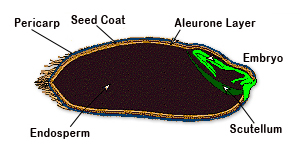 Seed Coat
Aleurone Layer
Pericarp
Embryo
Endosperm
Scutellum